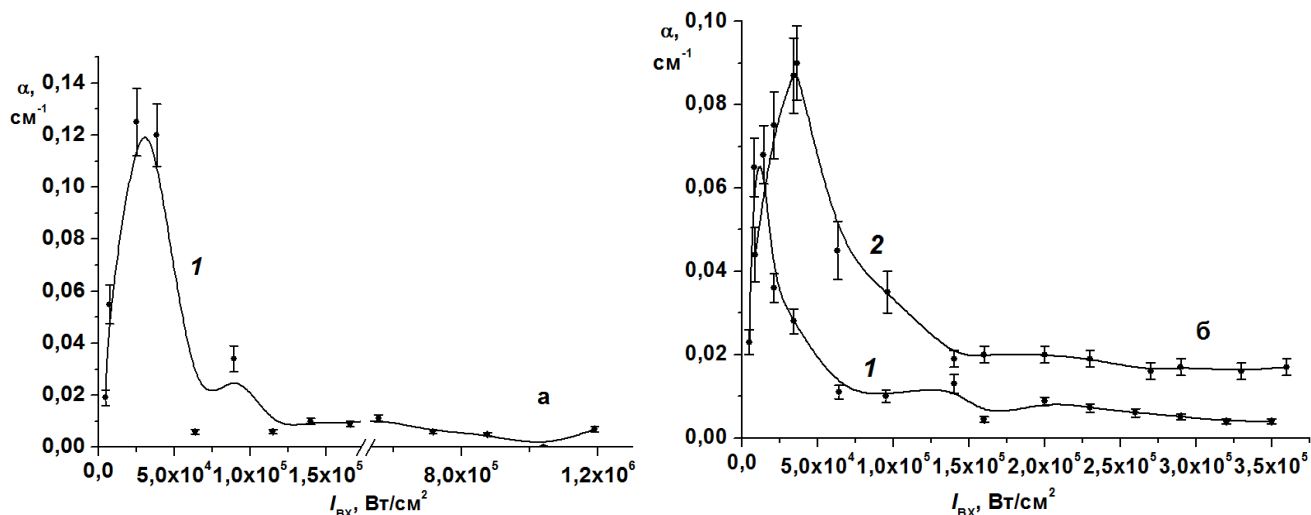 α,
см⁻¹
0,14
0,12
0,10
0,08
0,06
0,04
0,02
0,00
1
а
0,0
5,0x10⁴
1,0x10⁵
1,5x10⁵
8,0x10⁵
1,2x10⁶
Iвх, Вт/см²
α,
см⁻¹
0,10
0,08
0,06
0,04
0,02
0,00
2
1
б
0,0
5,0x10⁴
1,0x10⁵
1,5x10⁵
2,0x10⁵
2,5x10⁵
3,0x10⁵
3,5x10⁵
Iвх, Вт/см²